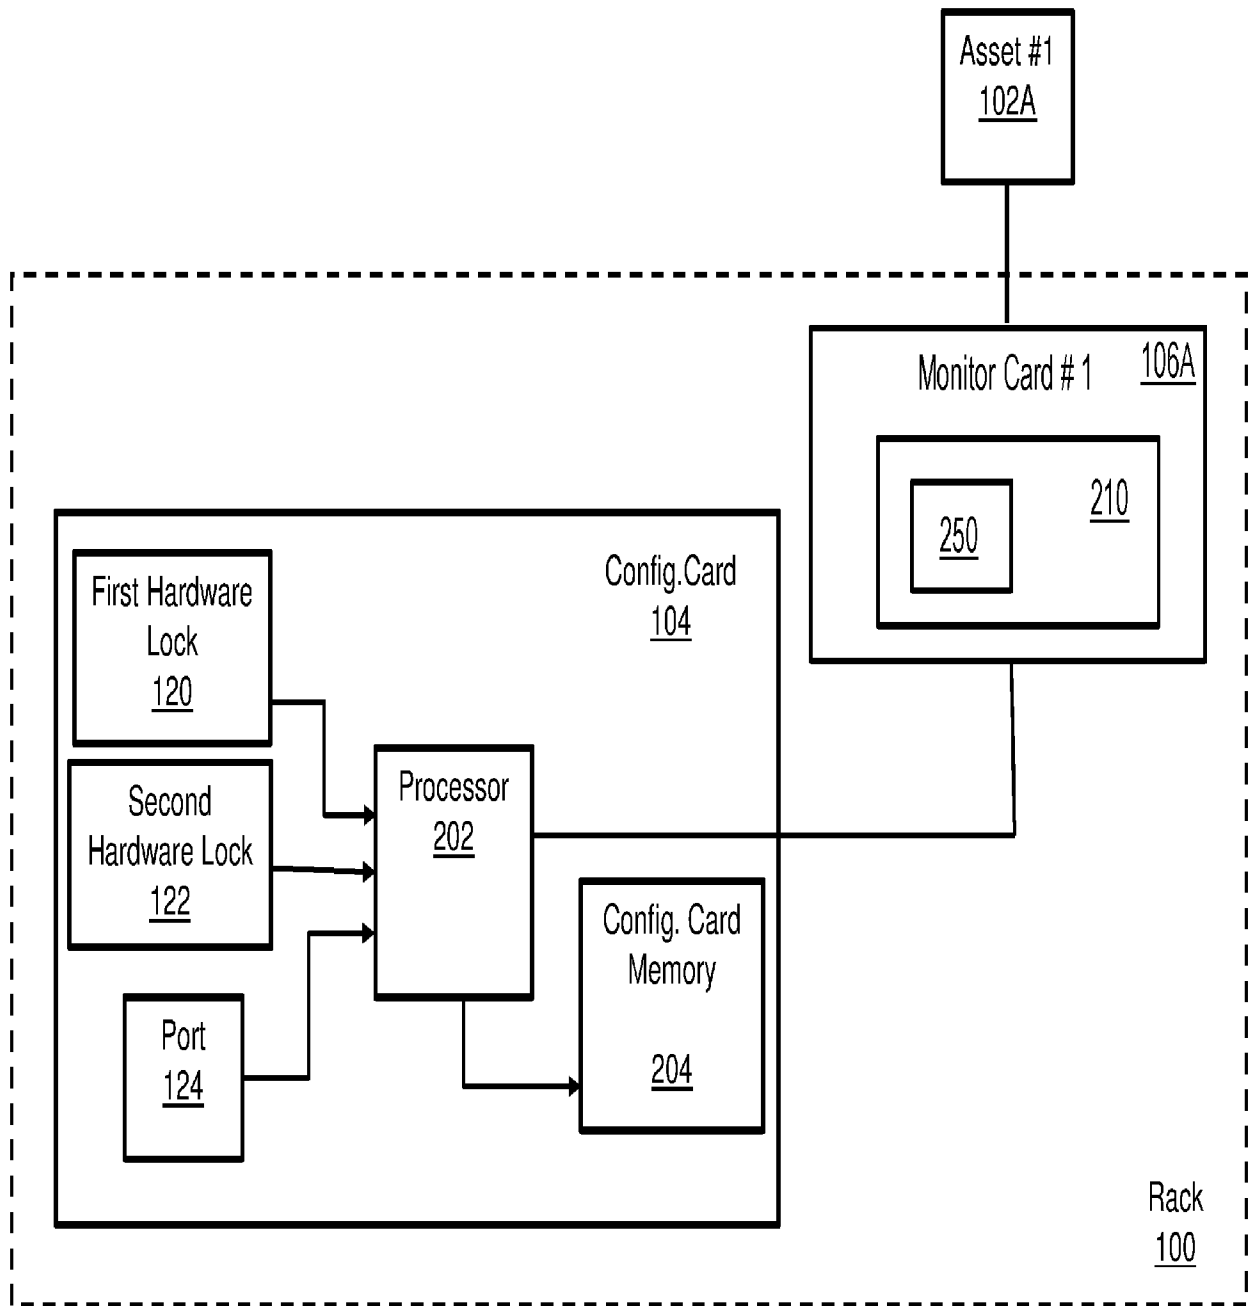 Asset #1
102A
Monitor Card # 1
106A
210
250
Config.Card
104
First Hardware
Lock
120
Second
Hardware Lock
122
Processor
202
Config. Card
Memory
204
Port
124
Rack
100